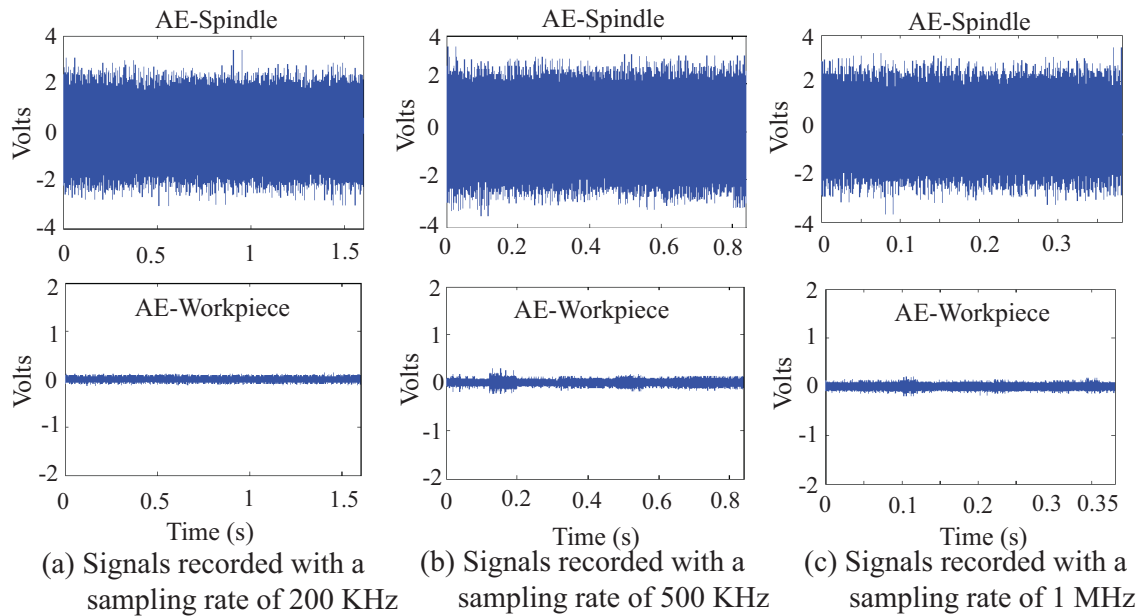 AE-Spindle
4
2
0
-2
-4
Volts
0
0.5
1
1.5
AE-Workpiece
2
1
0
-1
-2
Volts
0
0.5
1
1.5
Time (s)
(a) Signals recorded with a
sampling rate of 200 KHz
AE-Spindle
4
2
0
-2
-4
Volts
0
0.2
0.4
0.6
0.8
AE-Workpiece
2
1
0
-1
-2
Volts
0
0.2
0.4
0.6
0.8
Time (s)
(b) Signals recorded with a
sampling rate of 500 KHz
AE-Spindle
4
2
0
-2
-4
Volts
0
0.1
0.2
0.3
AE-Workpiece
2
1
0
-1
-2
Volts
0
0.1
0.2
0.3
0.35
Time (s)
(c) Signals recorded with a
sampling rate of 1 MHz